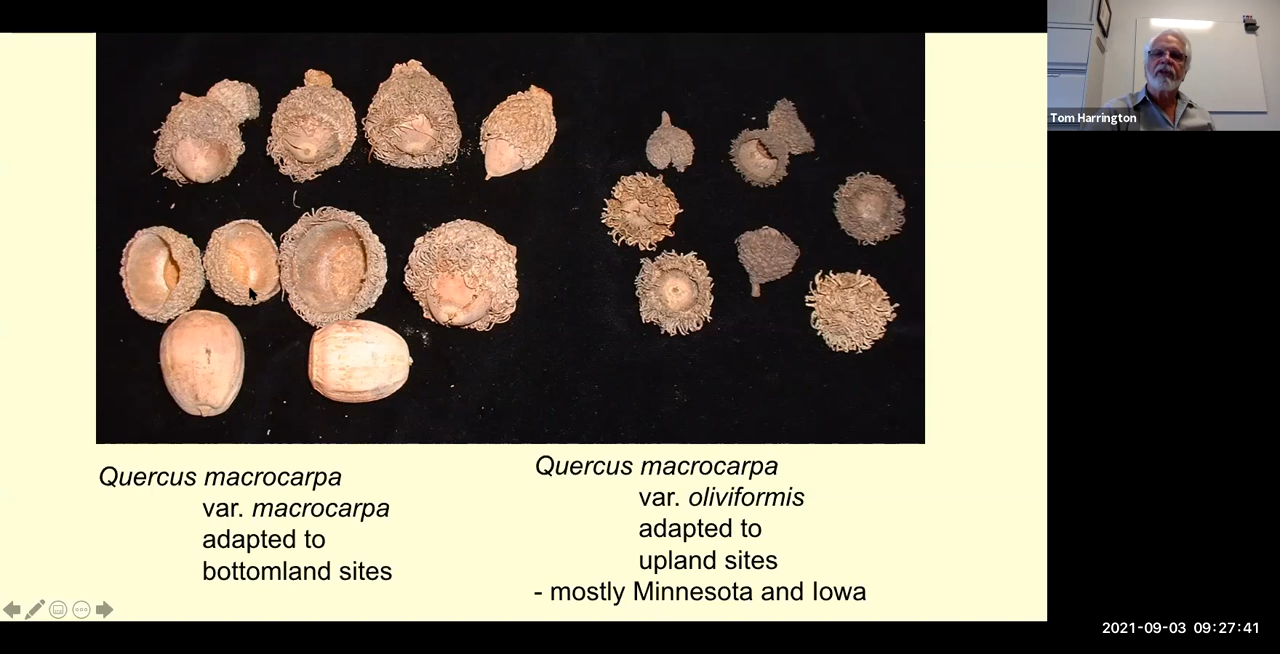 Tom Harrington
Quercus macrocarpa
var. macrocarpa
adapted to
bottomland sites
Quercus macrocarpa
var. oliviformis
adapted to
upland sites
- mostly Minnesota and Iowa
2021-09-03 09:27:41